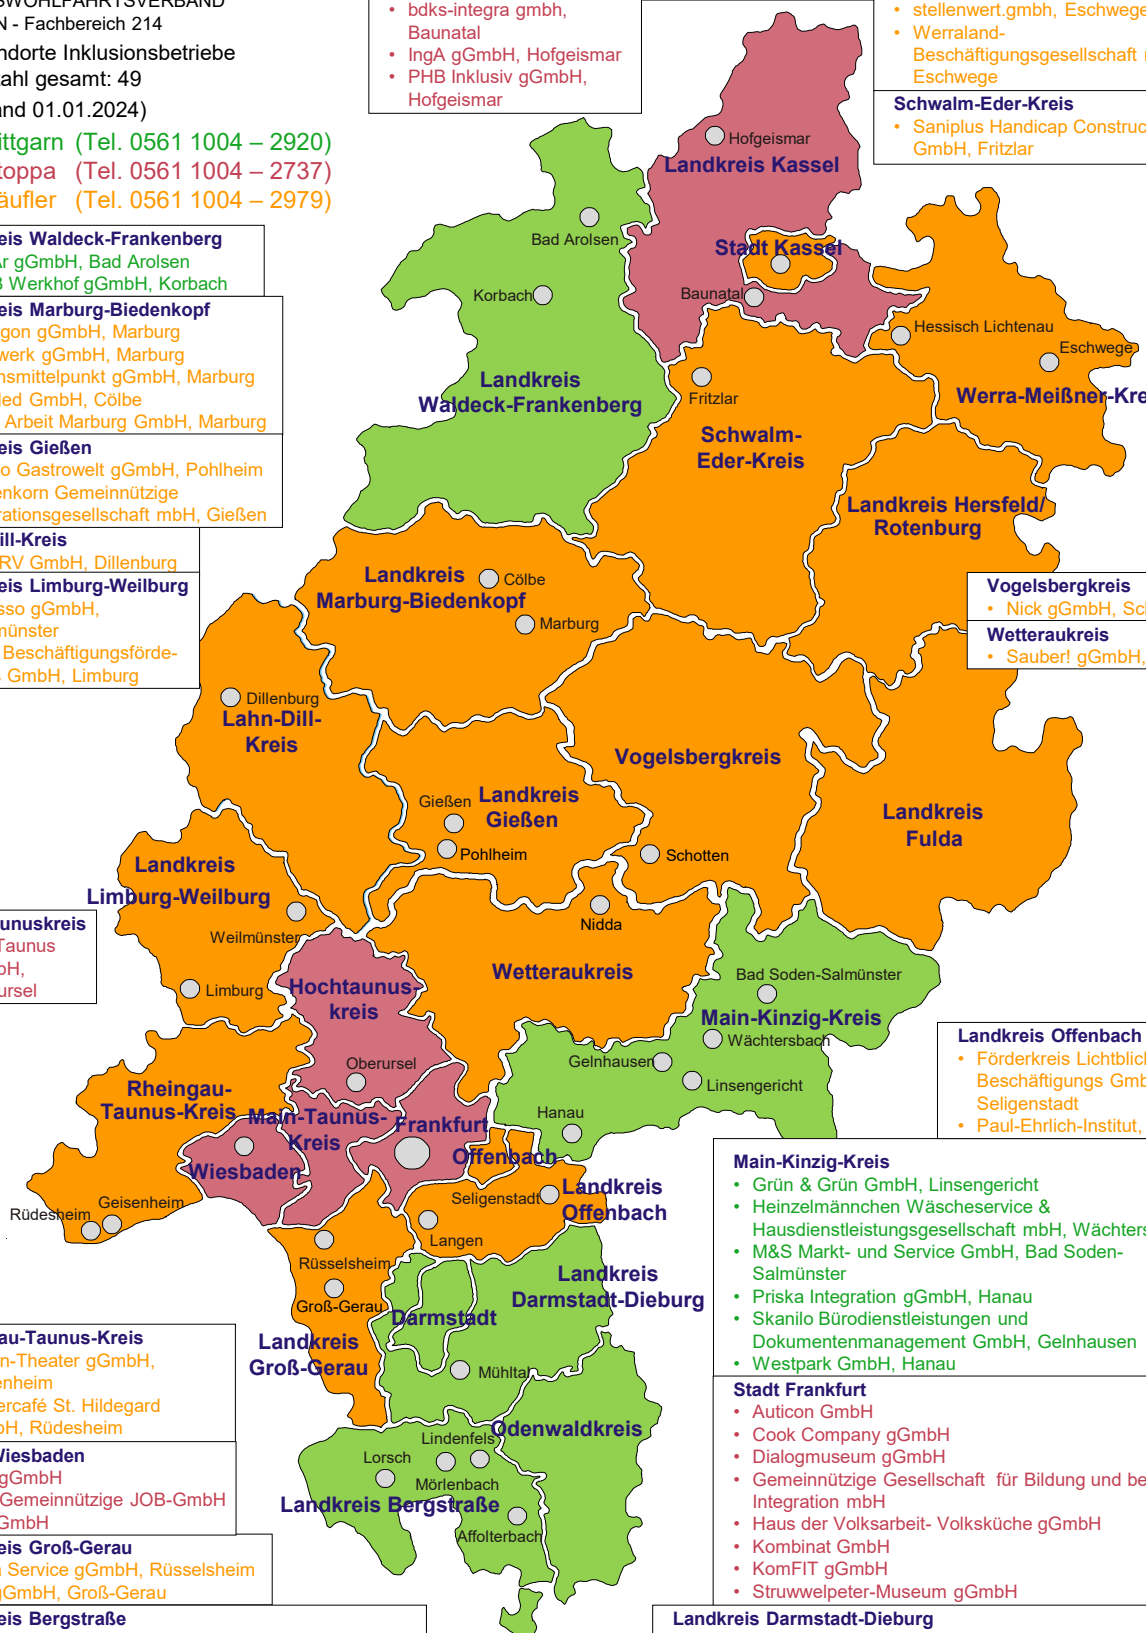 SWOHLFAHRTSVERBAND
N - Fachbereich 214
ndorte Inklusionsbetriebe
zahl gesamt: 49
and 01.01.2024)
ittgarn (Tel. 0561 1004 – 2920)
toppa (Tel. 0561 1004 – 2737)
äufler (Tel. 0561 1004 – 2979)
• bdks-integra gmbh,
Baunatal
• IngA gGmbH, Hofgeismar
• PHB Inklusiv gGmbH,
Hofgeismar
• stellenwert.gmbh, Eschwege
• Werraland-
Beschäftigungsgesellschaft
Eschwege
Schwalm-Eder-Kreis
• Saniplus Handicap Construc
GmbH, Fritzlar
eis Waldeck-Frankenberg
Ar gGmbH, Bad Arolsen
B Werkhof gGmbH, Korbach
eis Marburg-Biedenkopf
gon gGmbH, Marburg
werk gGmbH, Marburg
nsmittelpunkt gGmbH, Marburg
led GmbH, Cölbe
Arbeit Marburg GmbH, Marburg
eis Gießen
o Gastrowelt gGmbH, Pohlheim
enkorn Gemeinnützige
rationsgesellschaft mbH, Gießen
ill-Kreis
RV GmbH, Dillenburg
eis Limburg-Weilburg
sso gGmbH,
münster
Beschäftigungsförde-
s GmbH, Limburg
Hofgeismar
Landkreis Kassel
Bad Arolsen
Stadt Kassel
Korbach
Baunatal
Hessisch Lichtenau
Eschwege
Landkreis
Waldeck-Frankenberg
Fritzlar
Werra-Meißner-Kre
Schwalm-
Eder-Kreis
Landkreis Hersfeld/
Rotenburg
Landkreis
Marburg-Biedenkopf
Cölbe
Marburg
Vogelsbergkreis
• Nick gGmbH, Sc
Wetteraukreis
• Sauber! gGmbH,
Dillenburg
Lahn-Dill-
Kreis
Vogelsbergkreis
Gießen
Landkreis
Gießen
Pohlheim
Schotten
Landkreis
Fulda
Landkreis
Limburg-Weilburg
Weilmünster
Nidda
unuskreis
Taunus
bH,
ursel
Limburg
Hochtaunus-
kreis
Wetteraukreis
Bad Soden-Salmünster
Main-Kinzig-Kreis
Wächtersbach
Gelnhausen
Linsengericht
Oberursel
Hanau
Rheingau-
Taunus-Kreis
Main-Taunus-
Kreis
Frankfurt
Wiesbaden
Offenbach
Geisenheim
Rüdesheim
Seligenstadt
Landkreis
Offenbach
Langen
Landkreis Offenbach
• Förderkreis Lichtblick
Beschäftigungs Gmb
Seligenstadt
• Paul-Ehrlich-Institut,
Rüsselsheim
Groß-Gerau
Landkreis
Groß-Gerau
Darmstadt
Landkreis
Darmstadt-Dieburg
Mühltal
Odenwaldkreis
Lindenfels
Lorsch
Mörlenbach
Landkreis Bergstraße
Affolterbach
Main-Kinzig-Kreis
• Grün & Grün GmbH, Linsengericht
• Heinzelmännchen Wäscheservice &
Hausdienstleistungsgesellschaft mbH, Wächters
• M&S Markt- und Service GmbH, Bad Soden-
Salmünster
• Priska Integration gGmbH, Hanau
• Skanilo Bürodienstleistungen und
Dokumentenmanagement GmbH, Gelnhausen
• Westpark GmbH, Hanau
Stadt Frankfurt
• Auticon GmbH
• Cook Company gGmbH
• Dialogmuseum gGmbH
• Gemeinnützige Gesellschaft für Bildung und be
Integration mbH
• Haus der Volksarbeit- Volksküche gGmbH
• Kombinat GmbH
• KomFIT gGmbH
• Struwwelpeter-Museum gGmbH
Landkreis Darmstadt-Dieburg
au-Taunus-Kreis
n-Theater gGmbH,
enheim
ercafé St. Hildegard
bH, Rüdesheim
Wiesbaden
gGmbH
Gemeinnützige JOB-GmbH
GmbH
eis Groß-Gerau
Service gGmbH, Rüsselsheim
gGmbH, Groß-Gerau
eis Bergstraße